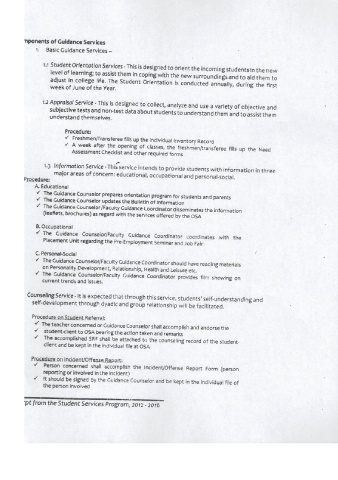 mponents of Guidance Services
1. Basic Guidance Services –
1.1 Student Orientation Services - This is designed to orient the incoming students in the new
level of learning; to assist them in coping with the new surroundings and to aid them to
adjust in college life. The Student Orientation is conducted annually, during the first
week of June of the Year.
1.2 Appraisal Service - This is designed to collect, analyze and use a variety of objective and
subjective tests and non-test data about students to understand them and to assist them
understand themselves.
Procedure:
✓ Freshmen/Transferee fills up the Individual Inventory Record
✓ A week after the opening of classes, the freshmen/transferee fills up the Need
Assessment Checklist and other required forms.
1.3 Information Service - This service intends to provide students with information in three
major areas of concern: educational, occupational and personal-social.
Procedure:
A. Educational
✓ The Guidance Counselor prepares orientation program for students and parents
✓ The Guidance Counselor updates the Bulletin of Information
✓ The Guidance Counselor/Faculty Guidance Coordinator disseminates the information
(leaflets, brochures) as regard with the services offered by the OSA
B. Occupational
✓ The Guidance Counselor/Faculty Guidance Coordinator coordinates with the
Placement Unit regarding the Pre-Employment Seminar and Job Fair
C. Personal-Social
✓ The Guidance Counselor/Faculty Guidance Coordinator should have reading materials
on Personality Development, Relationship, Health and Leisure etc.
✓ The Guidance Counselor/Faculty Guidance Coordinator provides film showing on
current trends and issues.
Counseling Service - It is expected that through this service, students' self-understanding and
self-development through dyadic and group relationship will be facilitated.
Procedure on Student Referral:
✓ The teacher concerned or Guidance Counselor shall accomplish and endorse the
✓ student-client to OSA bearing the action taken and remarks
✓ The accomplished SRF shall be attached to the counseling record of the student-
client and be kept in the individual file at OSA
Procedure on Incident/Offense Report:
✓ Person concerned shall accomplish the Incident/Offense Report Form (person
reporting or involved in the incident)
✓ It should be signed by the Guidance Counselor and be kept in the individual file of
the person involved
rpt from the Student Services Program, 2012 - 2016